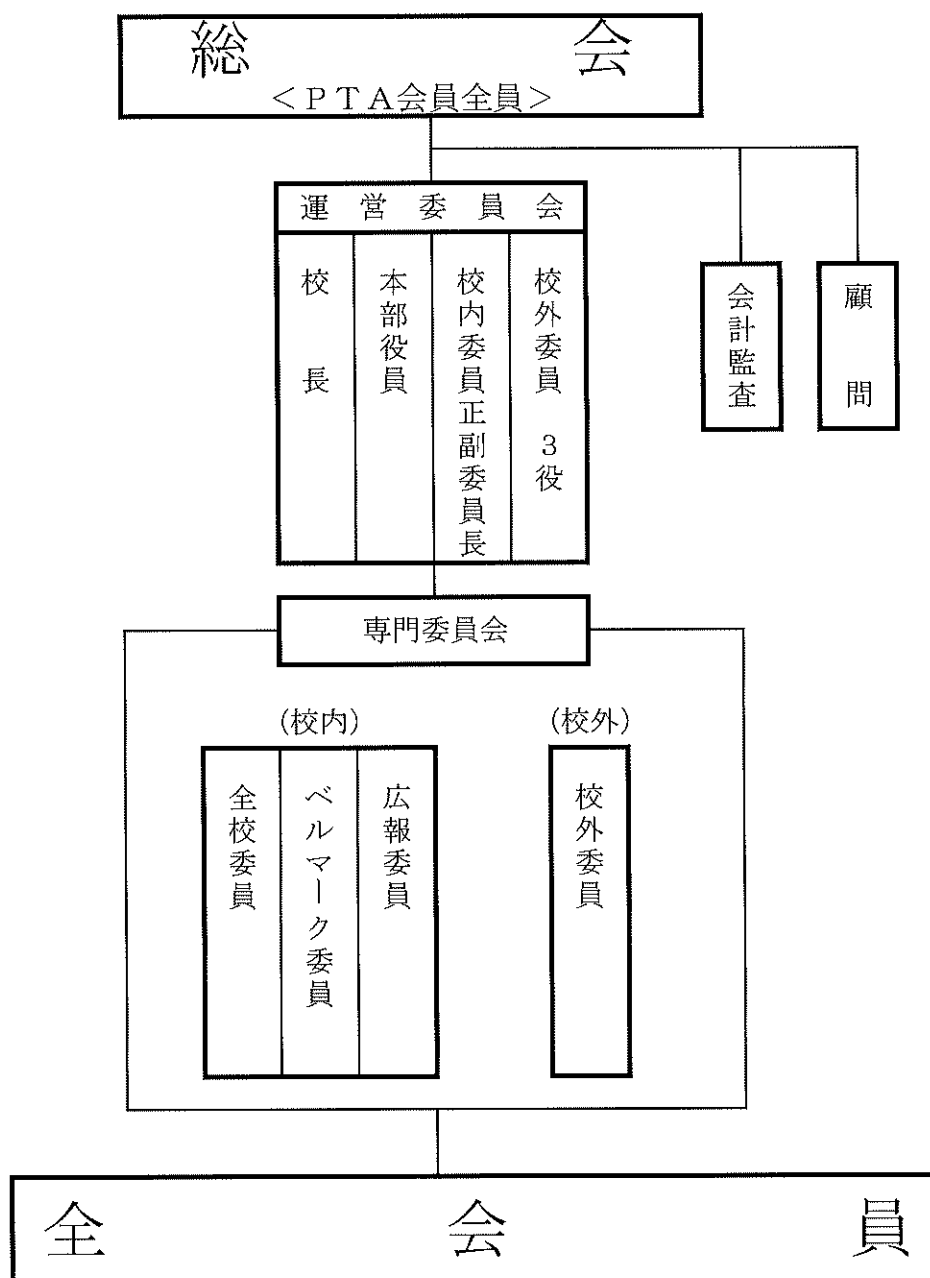 総 会
＜ＰＴＡ会員全員＞
運営委員会
校長
本部役員
校内委員正副委員長
校外委員 3役
会計監査
顧問
専門委員会
(校内)
(校外)
全校委員
ベルマーク委員
広報委員
校外委員
全 会 員